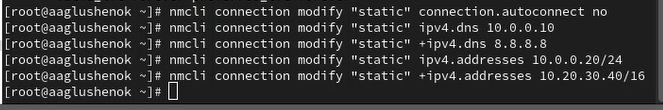 [root@aaglushenok ~]# nmcli connection modify "static" connection.autoconnect no
[root@aaglushenok ~]# nmcli connection modify "static" ipv4.dns 10.0.0.10
[root@aaglushenok ~]# nmcli connection modify "static" +ipv4.dns 8.8.8.8
[root@aaglushenok ~]# nmcli connection modify "static" ipv4.addresses 10.0.0.20/24
[root@aaglushenok ~]# nmcli connection modify "static" +ipv4.addresses 10.20.30.40/16
[root@aaglushenok ~]#